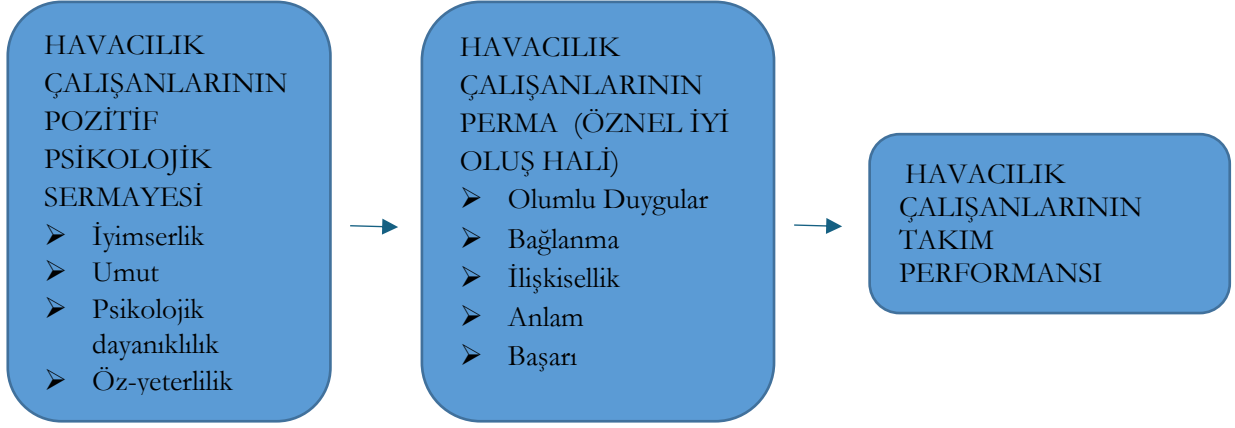 HAVACILIK
ÇALIŞANLARININ
POZİTİF
PSİKOLOJİK
SERMAYESİ
➢ İyimserlik
➢ Umut
➢ Psikolojik
dayanıklılık
➢ Öz-yeterlilik
HAVACILIK
ÇALIŞANLARININ
PERMA (ÖZNEL İYİ
OLUŞ HALİ)
➢ Olumlu Duygular
➢ Bağlanma
➢ İlişkisellik
➢ Anlam
➢ Başarı
HAVACILIK
ÇALIŞANLARININ
TAKIM
PERFORMANSI